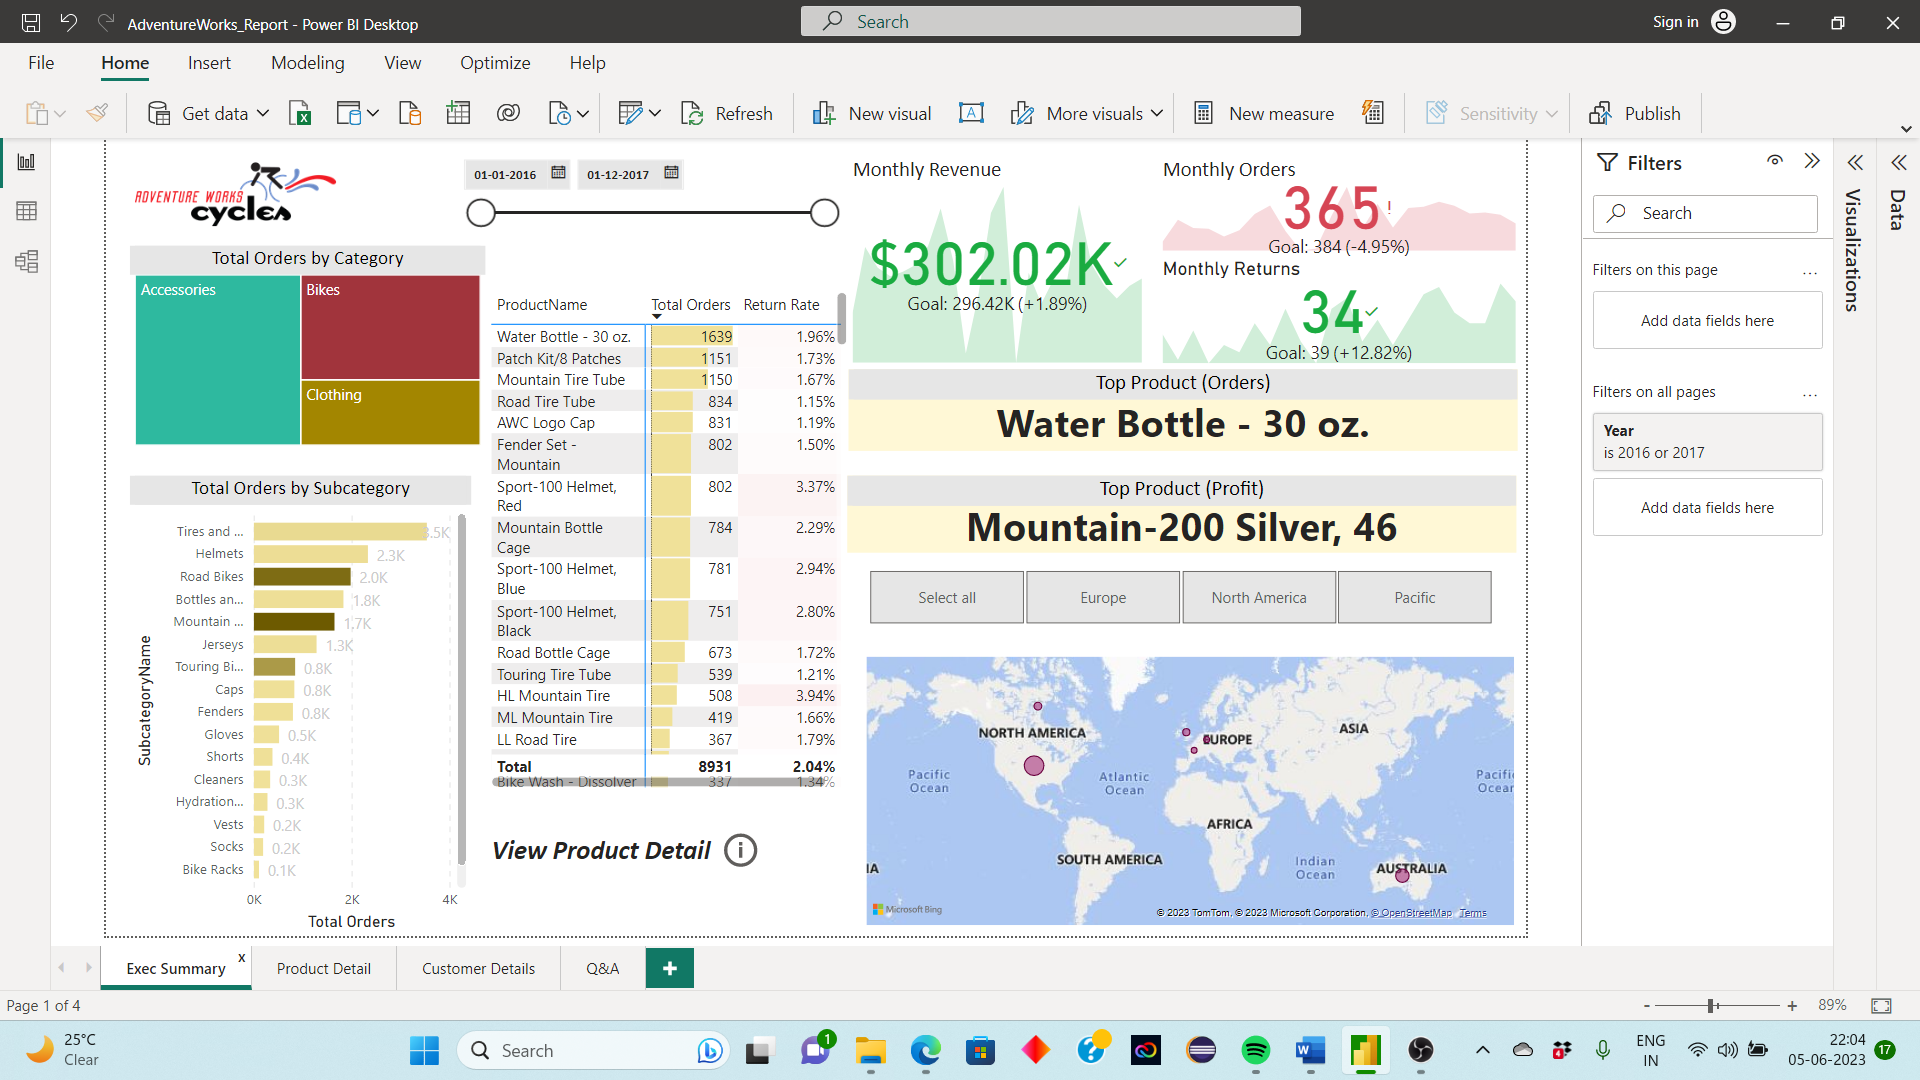 AdventureWorks_Report - Power BI Desktop
Search
Sign in
File
Home
Insert
Modeling
View
Optimize
Help
Get data
Refresh
New visual
More visuals
New measure
Sensitivity
Publish
ADVENTURE WORKS
cycles
01-01-2016
01-12-2017
Total Orders by Category
Accessories
Bikes
Clothing
Total Orders by Subcategory
SubcategoryName
Tires and ... 3.5K
Helmets 2.3K
Road Bikes 2.0K
Bottles an... 1.8K
Mountain ... 1.7K
Jerseys 1.3K
Touring Bi... 0.8K
Caps 0.8K
Fenders 0.8K
Gloves 0.5K
Shorts 0.4K
Cleaners 0.3K
Hydration... 0.3K
Vests 0.2K
Socks 0.2K
Bike Racks 0.1K
0K 2K 4K
Total Orders
ProductName Total Orders Return Rate
Water Bottle - 30 oz. 1639 1.96%
Patch Kit/8 Patches 1151 1.73%
Mountain Tire Tube 1150 1.67%
Road Tire Tube 834 1.15%
AWC Logo Cap 831 1.19%
Fender Set - 802 1.50%
Mountain
Sport-100 Helmet, 802 3.37%
Red
Mountain Bottle 784 2.29%
Cage
Sport-100 Helmet, 781 2.94%
Blue
Sport-100 Helmet, 751 2.80%
Black
Road Bottle Cage 673 1.72%
Touring Tire Tube 539 1.21%
HL Mountain Tire 508 3.94%
ML Mountain Tire 419 1.66%
LL Road Tire 367 1.79%
Total 8931 2.04%
Bike Wash - Dissolver 337 1.34%
View Product Detail
Monthly Revenue
$302.02K
Goal: 296.42K (+1.89%)
Monthly Orders
365!
Goal: 384 (-4.95%)
Monthly Returns
34
Goal: 39 (+12.82%)
Top Product (Orders)
Water Bottle - 30 oz.
Top Product (Profit)
Mountain-200 Silver, 46
Select all
Europe
North America
Pacific
NORTH AMERICA
EUROPE
ASIA
Pacific
Ocean
Atlantic
Ocean
Pacific
Ocean
AFRICA
SOUTH AMERICA
Indian
Ocean
IA
AUSTRALIA
Microsoft Bing
© 2023 TomTom, © 2023 Microsoft Corporation, © OpenStreetMap Terms
Filters
Search
Filters on this page
...
Add data fields here
Filters on all pages
...
Year
is 2016 or 2017
Add data fields here
Visualizations
Data
Exec Summary
x
Product Detail
Customer Details
Q&A
+
Page 1 of 4
- + 89%
25°C
Clear
Search
1
4
ENG
IN
22:04
05-06-2023
17